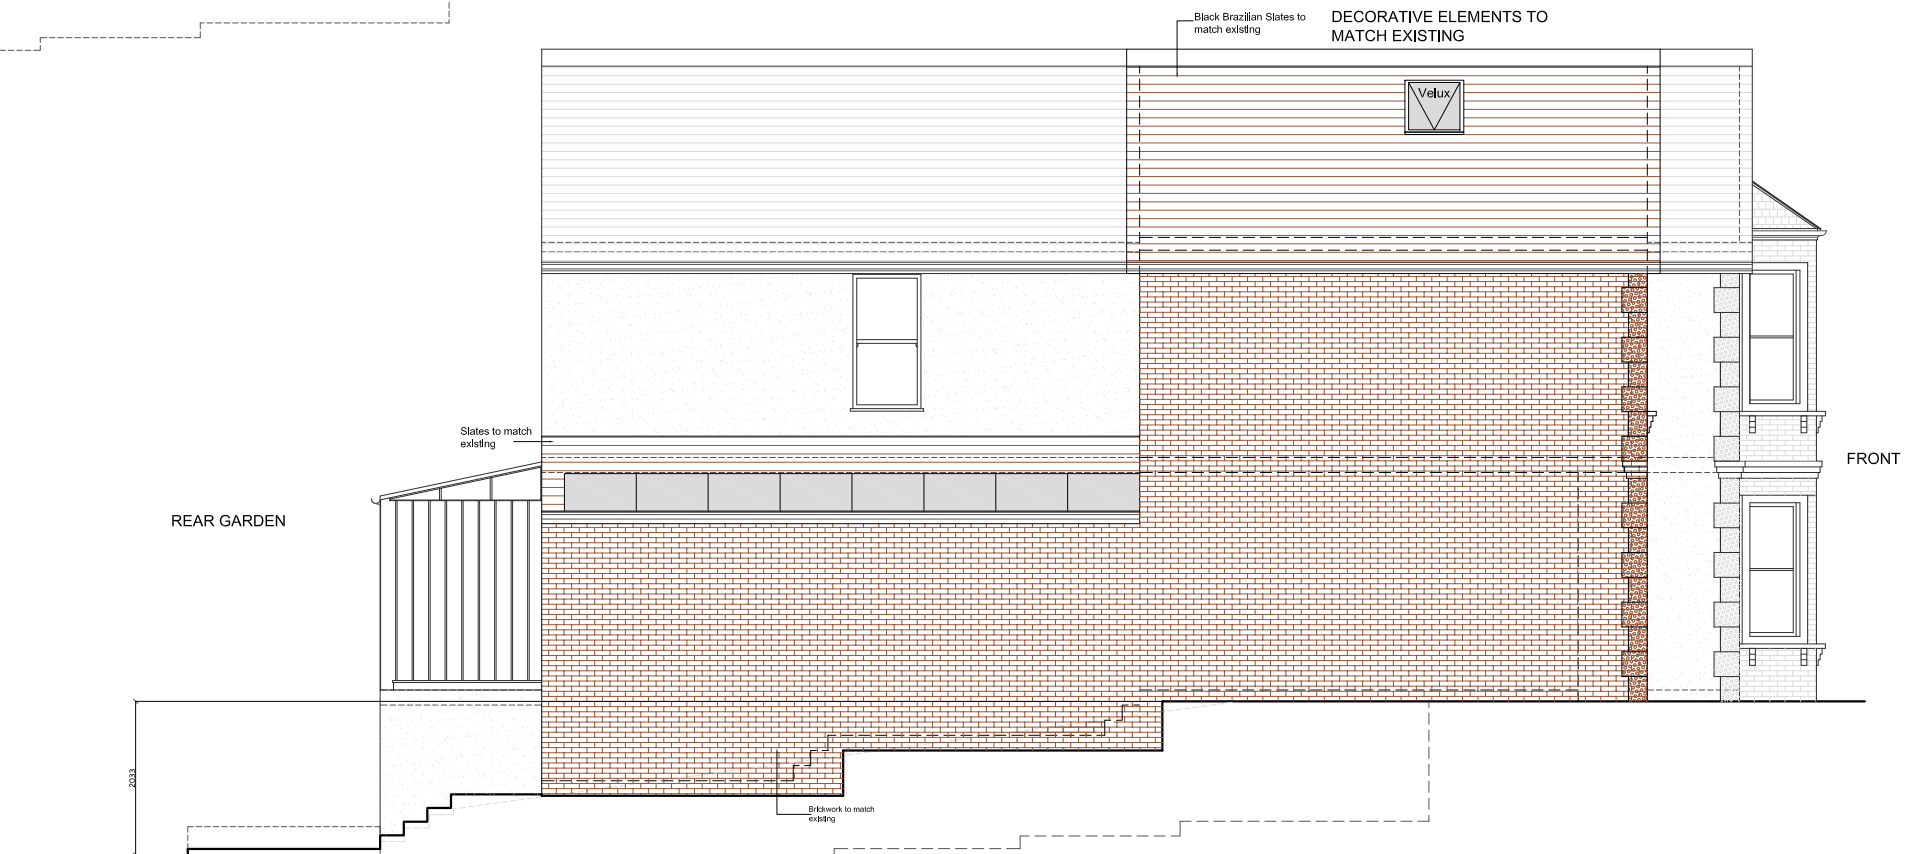 Black Brazilian Slates to
match existing
DECORATIVE ELEMENTS TO
MATCH EXISTING
Velux
Slates to match
existing
FRONT
REAR GARDEN
2033
Brickwork to match
existing